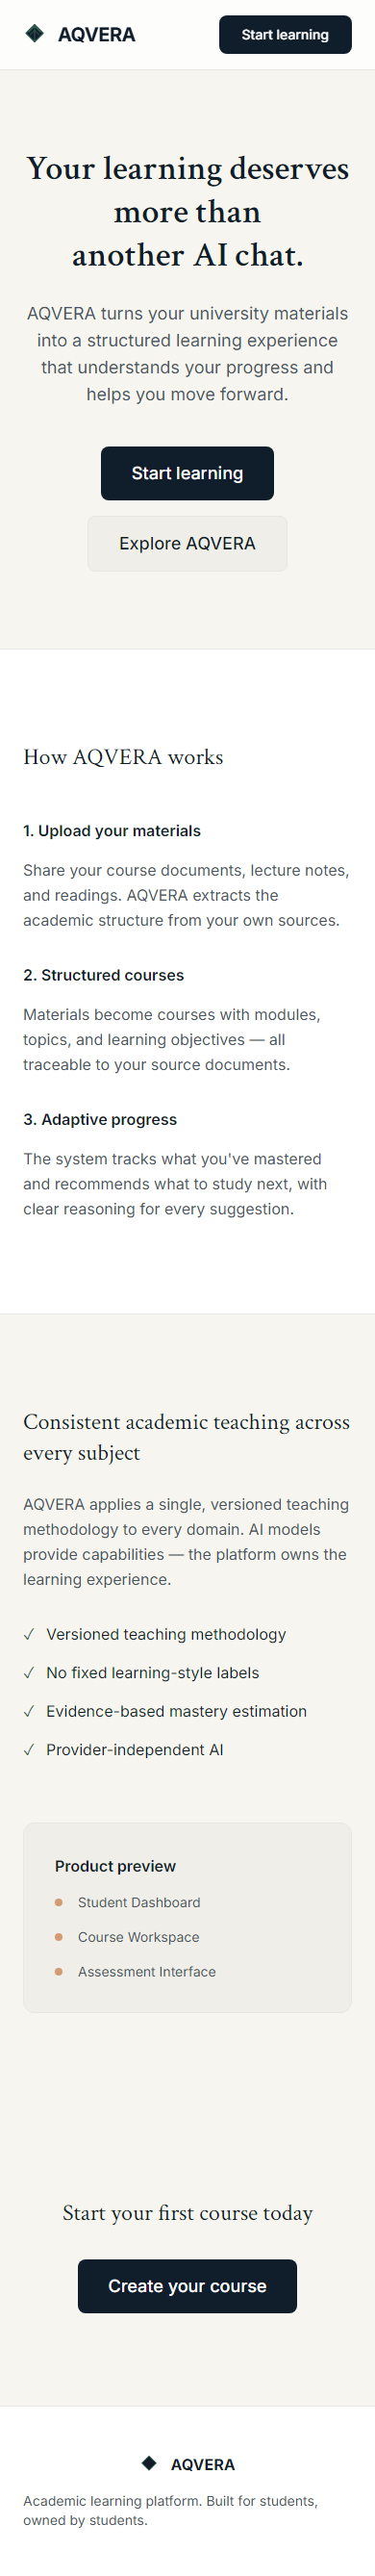 AQVERA
Start learning
Your learning deserves
more than
another AI chat.
AQVERA turns your university materials
into a structured learning experience
that understands your progress and
helps you move forward.
Start learning
Explore AQVERA
How AQVERA works
1. Upload your materials
Share your course documents, lecture notes,
and readings. AQVERA extracts the
academic structure from your own sources.
2. Structured courses
Materials become courses with modules,
topics, and learning objectives — all
traceable to your source documents.
3. Adaptive progress
The system tracks what you've mastered
and recommends what to study next, with
clear reasoning for every suggestion.
Consistent academic teaching across
every subject
AQVERA applies a single, versioned teaching
methodology to every domain. AI models
provide capabilities — the platform owns the
learning experience.
✓ Versioned teaching methodology
✓ No fixed learning-style labels
✓ Evidence-based mastery estimation
✓ Provider-independent AI
Product preview
Student Dashboard
Course Workspace
Assessment Interface
Start your first course today
Create your course
AQVERA
Academic learning platform. Built for students,
owned by students.